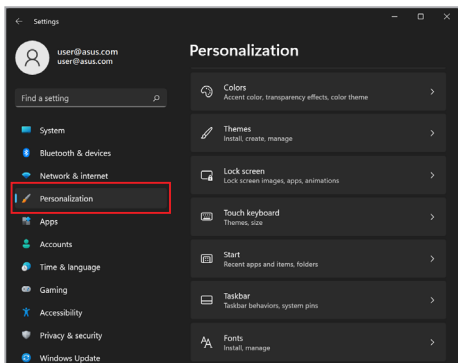 Settings
user@asus.com
user@asus.com
Find a setting
System
Bluetooth & devices
Network & internet
Personalization
Apps
Accounts
Time & language
Gaming
Accessibility
Privacy & security
Windows Update
Personalization
Colors
Accent color, transparency effects, color theme
Themes
Install, create, manage
Lock screen
Lock screen images, apps, animations
Touch keyboard
Themes, size
Start
Recent apps and items, folders
Taskbar
Taskbar behaviors, system pins
Fonts
Install, manage